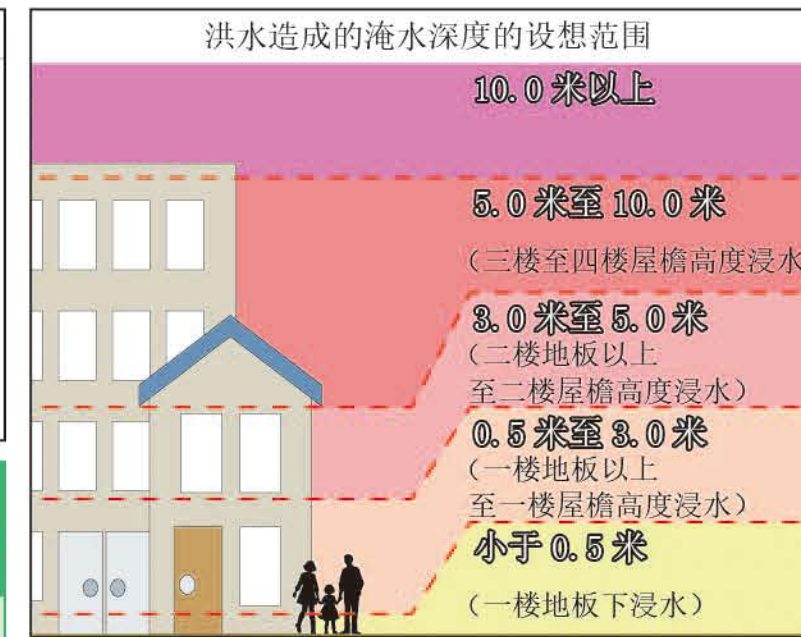 洪水造成的淹水深度的设想范围
10.0米以上
5.0米至10.0米
（三楼至四楼屋檐高度浸水
3.0米至5.0米
（二楼地板以上
至二楼屋檐高度浸水）
0.5米至3.0米
（一楼地板以上
至一楼屋檐高度浸水）
小于0.5米
（一楼地板下浸水）